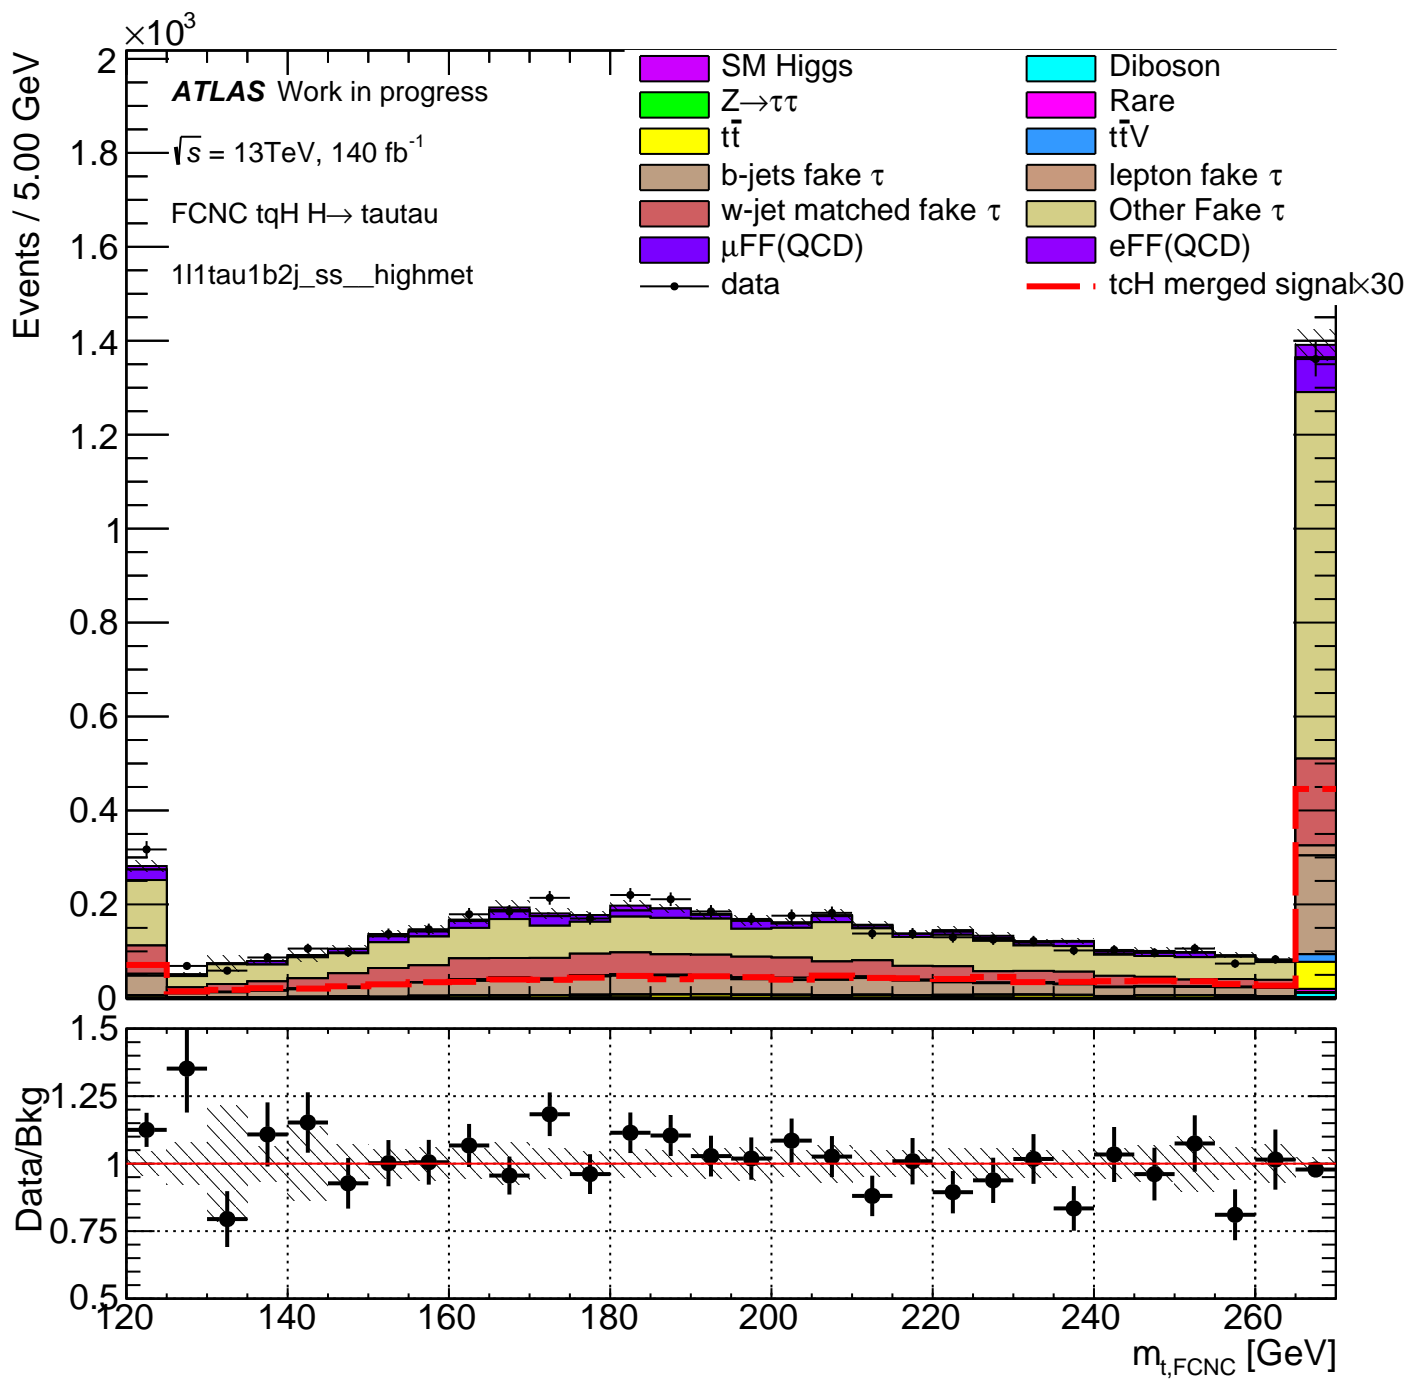 ×10³
Events / 5.00 GeV
2
1.8
1.6
1.4
1.2
1
0.8
0.6
0.4
0.2
0
ATLAS Work in progress
√s = 13TeV, 140 fb⁻¹
FCNC tqH H→ tautau
1l1tau1b2j_ss__highmet
SM Higgs
Z→ττ
tt̄
b-jets fake τ
w-jet matched fake τ
μFF(QCD)
data
Diboson
Rare
tt̄V
lepton fake τ
Other Fake τ
eFF(QCD)
tcH merged signal×30
Data/Bkg
1.5
1.25
1
0.75
0.5
120 140 160 180 200 220 240 260
m_{t,FCNC} [GeV]